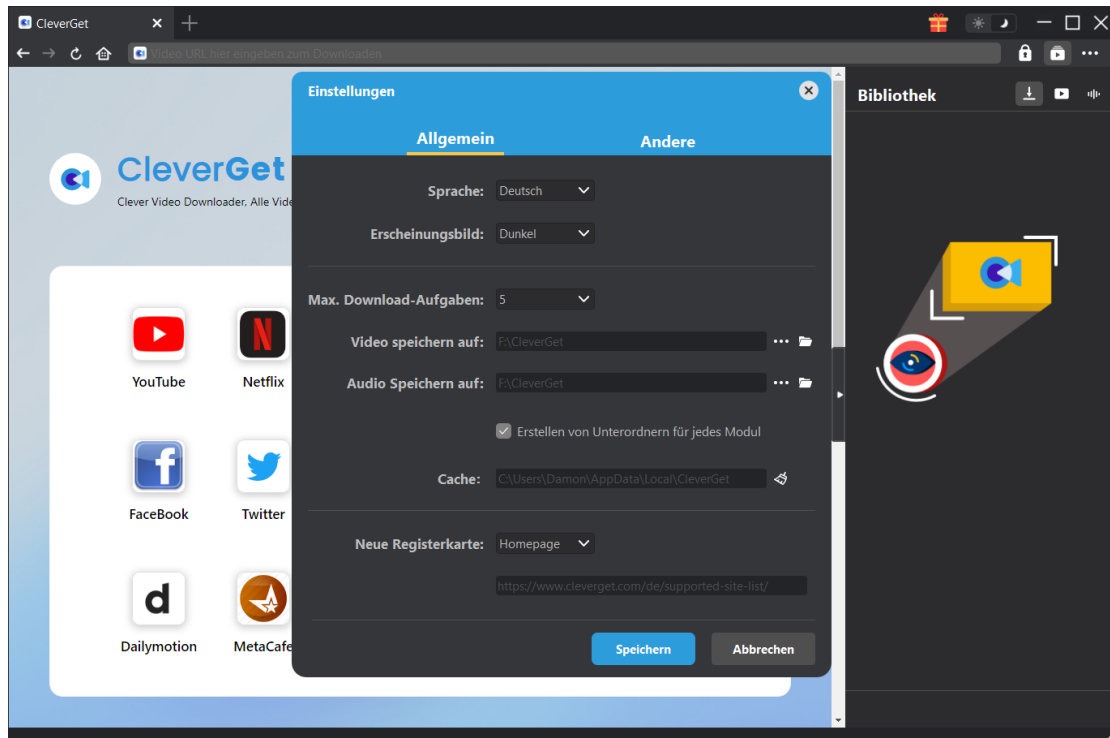 CleverGet
Video URL hier eingeben zum Downloaden
CleverGet
Clever Video Downloader. Alle Vide
YouTube
Netflix
FaceBook
Twitter
Dailymotion
MetaCafe
Einstellungen
Allgemein
Andere
Sprache: Deutsch
Erscheinungsbild: Dunkel
Max. Download-Aufgaben: 5
Video speichern auf: F:\CleverGet
Audio Speichern auf: F:\CleverGet
Erstellen von Unterordnern für jedes Modul
Cache: C:\Users\Damon\AppData\Local\CleverGet
Neue Registerkarte: Homepage
https://www.cleverget.com/de/supported-site-list/
Speichern
Abbrechen
Bibliothek